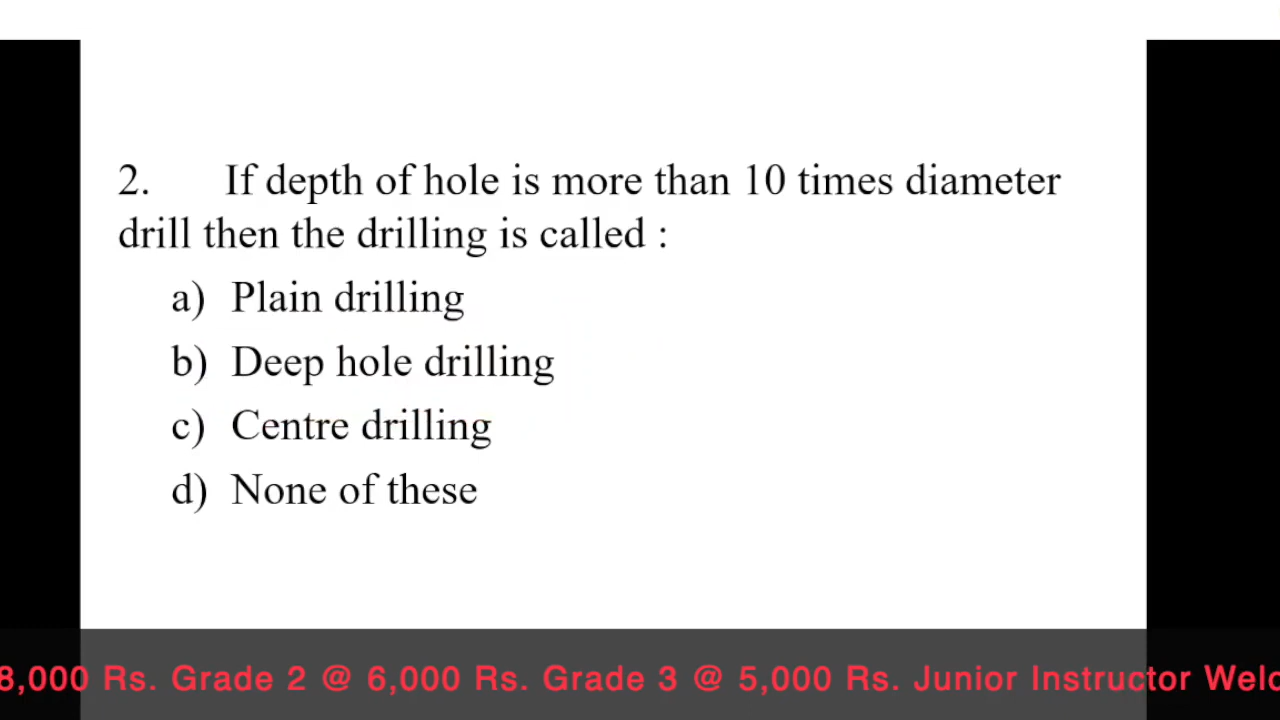 2. If depth of hole is more than 10 times diameter
drill then the drilling is called :
a) Plain drilling
b) Deep hole drilling
c) Centre drilling
d) None of these
8,000 Rs. Grade 2 @ 6,000 Rs. Grade 3 @ 5,000 Rs. Junior Instructor